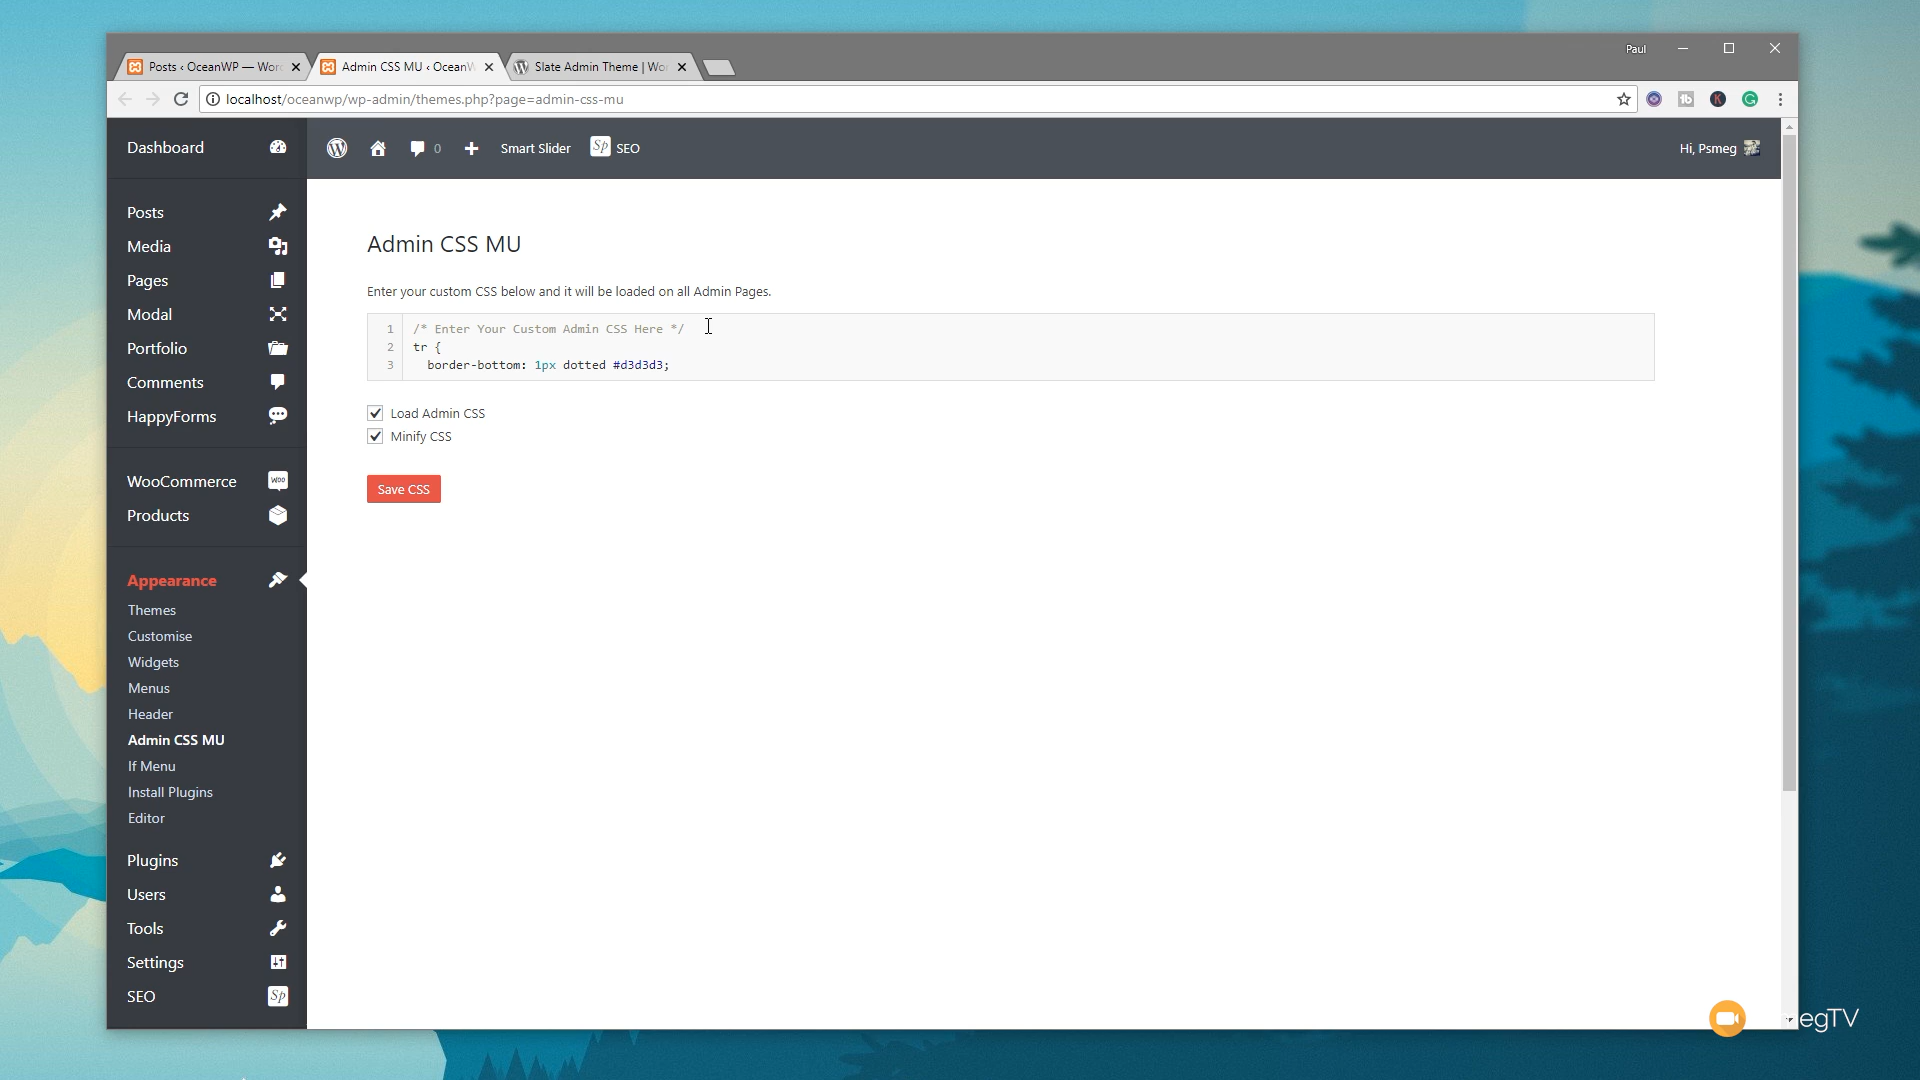 Paul
Posts ‹ OceanWP — Wor
Admin CSS MU ‹ OceanW
Slate Admin Theme | Wor
localhost/oceanwp/wp-admin/themes.php?page=admin-css-mu
Dashboard
0
Smart Slider
Sp SEO
Hi, Psmeg
Posts
Media
Pages
Modal
Portfolio
Comments
HappyForms
WooCommerce
Woo
Products
Appearance
Themes
Customise
Widgets
Menus
Header
Admin CSS MU
If Menu
Install Plugins
Editor
Plugins
Users
Tools
Settings
SEO
Sp
Admin CSS MU
Enter your custom CSS below and it will be loaded on all Admin Pages.
1 /* Enter Your Custom Admin CSS Here */
2 tr {
3 border-bottom: 1px dotted #d3d3d3;
Load Admin CSS
Minify CSS
Save CSS
egTV